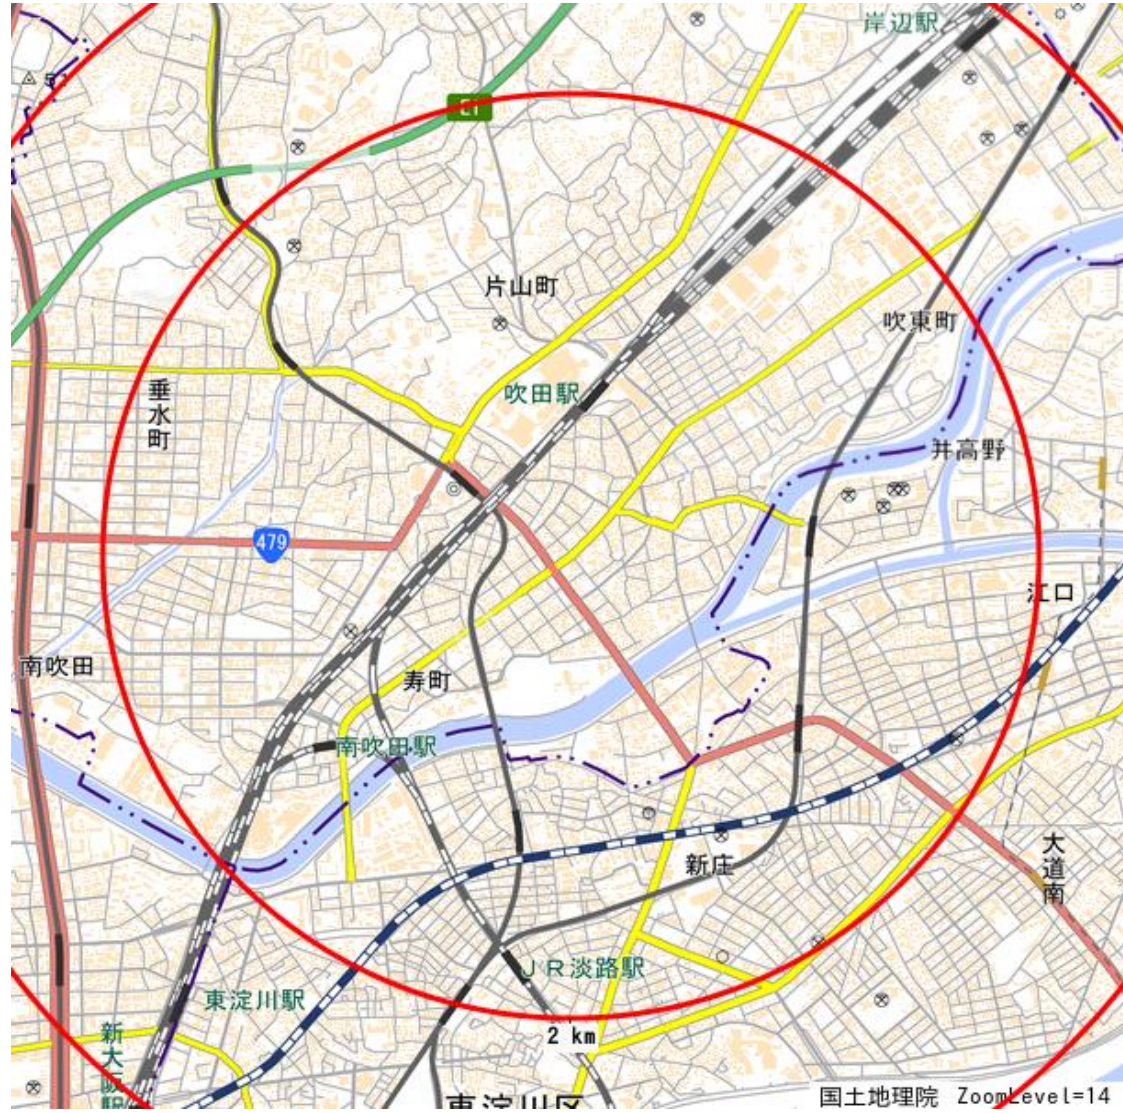 岸辺駅
51
E1
片山町
吹東町
垂水町
吹田駅
井高野
479
江口
南吹田
寿町
南吹田駅
大道南
新庄
JR淡路駅
東淀川駅
2 km
新大阪駅
東淀川区
国土地理院 ZoomLevel=14